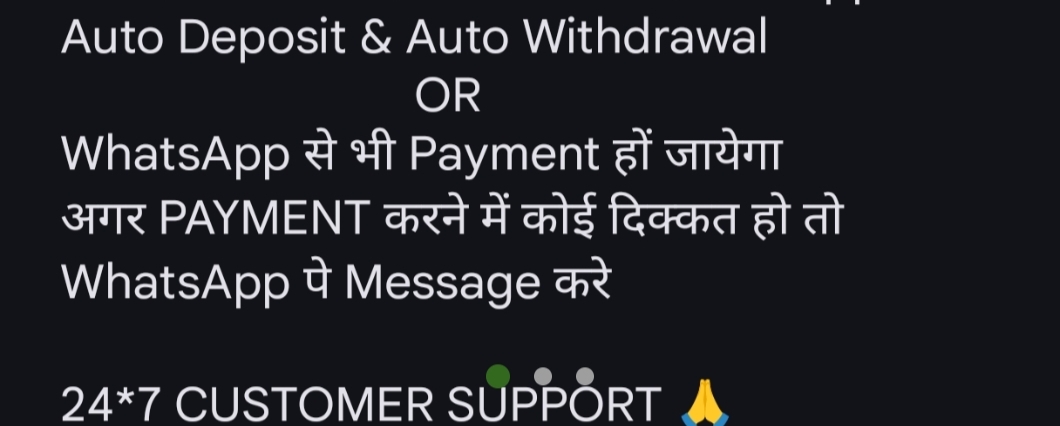 Auto Deposit & Auto Withdrawal
OR
WhatsApp से भी Payment हों जायेगा
अगर PAYMENT करने में कोई दिक्कत हो तो
WhatsApp पे Message करे
24*7 CUSTOMER SUPPORT 🙏